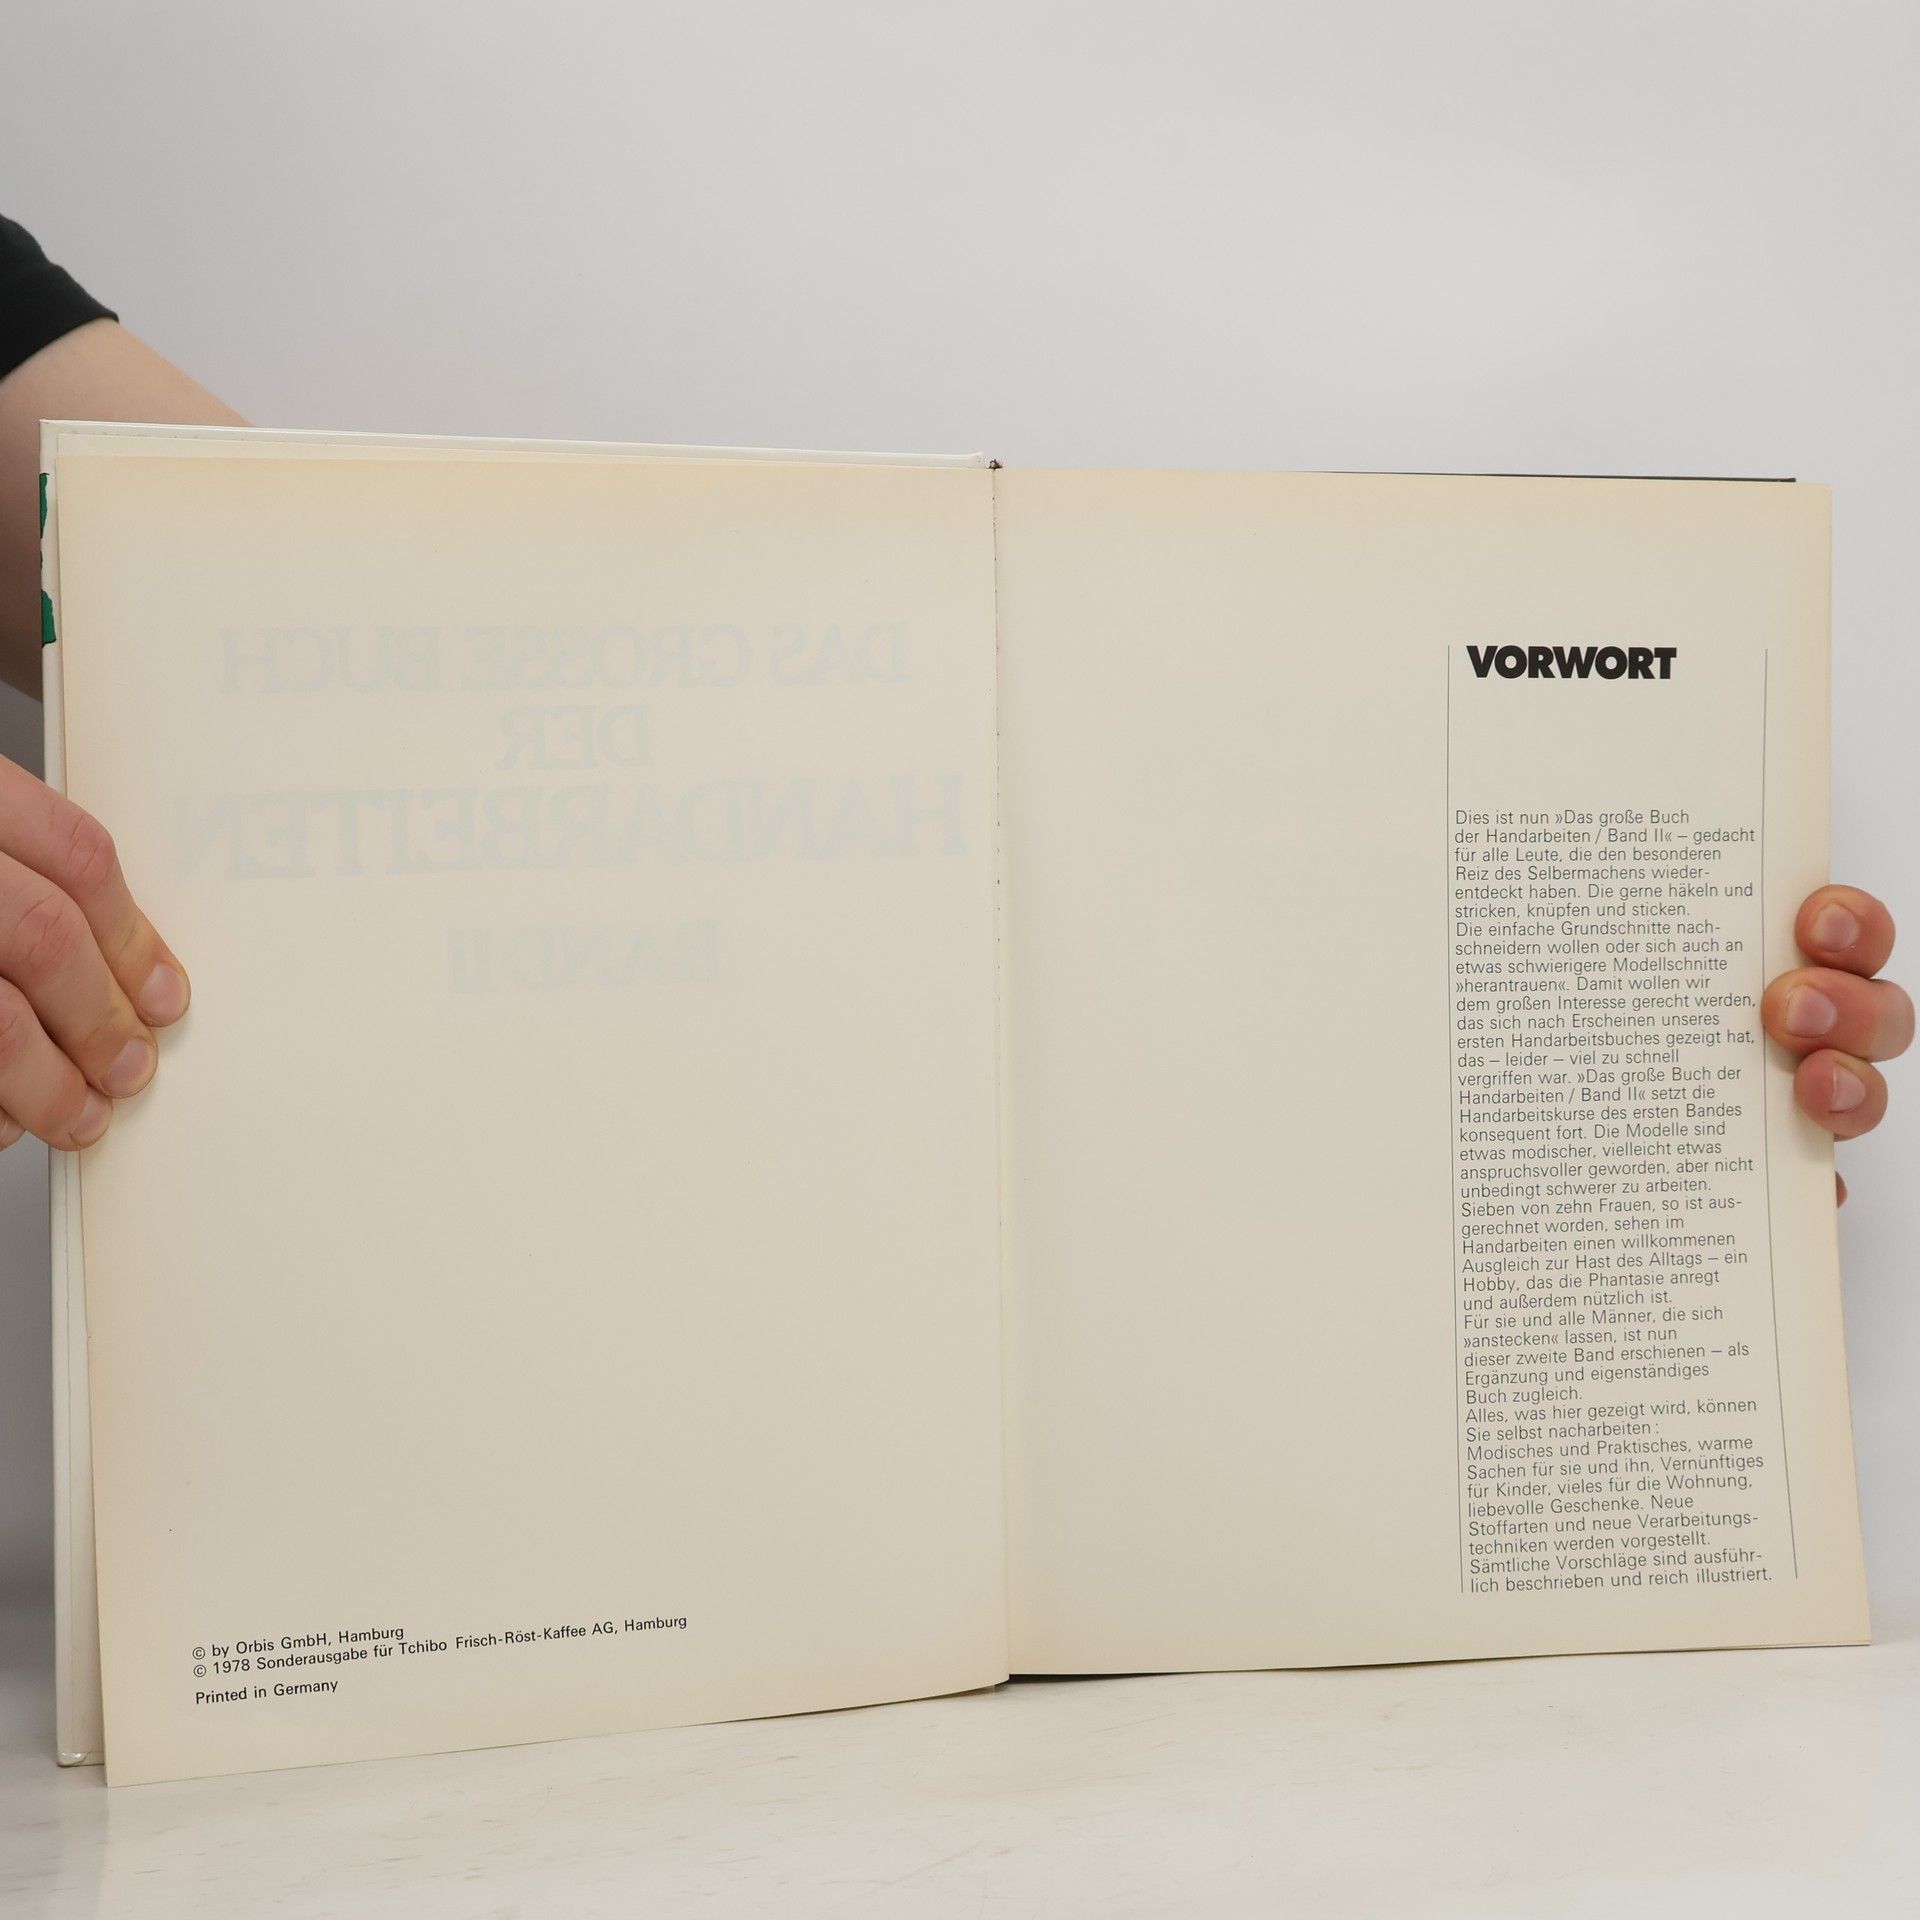 DAS GROSSE BUCH
DER
HANDARBEITEN
BAND II
© by Orbis GmbH, Hamburg
© 1978 Sonderausgabe für Tchibo Frisch-Röst-Kaffee AG, Hamburg
Printed in Germany
VORWORT
Dies ist nun »Das große Buch
der Handarbeiten / Band II« – gedacht
für alle Leute, die den besonderen
Reiz des Selbermachens wieder-
entdeckt haben. Die gerne häkeln und
stricken, knüpfen und sticken.
Die einfache Grundschnitte nach-
schneidern wollen oder sich auch an
etwas schwierigere Modellschnitte
»herantrauen«. Damit wollen wir
dem großen Interesse gerecht werden,
das sich nach Erscheinen unseres
ersten Handarbeitsbuches gezeigt hat,
das – leider – viel zu schnell
vergriffen war. »Das große Buch der
Handarbeiten / Band II« setzt die
Handarbeitskurse des ersten Bandes
konsequent fort. Die Modelle sind
etwas modischer, vielleicht etwas
anspruchsvoller geworden, aber nicht
unbedingt schwerer zu arbeiten.
Sieben von zehn Frauen, so ist aus-
gerechnet worden, sehen im
Handarbeiten einen willkommenen
Ausgleich zur Hast des Alltags – ein
Hobby, das die Phantasie anregt
und außerdem nützlich ist.
Für sie und alle Männer, die sich
»anstecken« lassen, ist nun
dieser zweite Band erschienen – als
Ergänzung und eigenständiges
Buch zugleich.
Alles, was hier gezeigt wird, können
Sie selbst nacharbeiten:
Modisches und Praktisches, warme
Sachen für sie und ihn, Vernünftiges
für Kinder, vieles für die Wohnung,
liebevolle Geschenke. Neue
Stoffarten und neue Verarbeitungs-
techniken werden vorgestellt.
Sämtliche Vorschläge sind ausführ-
lich beschrieben und reich illustriert.